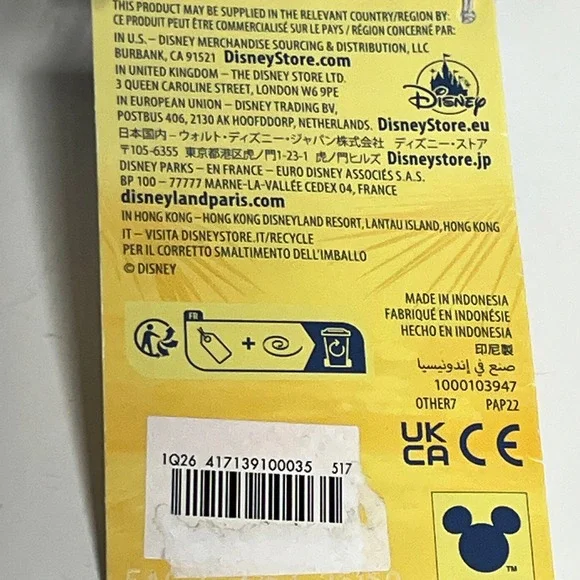 THIS PRODUCT MAY BE SUPPLIED IN THE RELEVANT COUNTRY/REGION BY:
CE PRODUIT PEUT ÊTRE COMMERCIALISÉ SUR LE PAYS / RÉGION CONCERNÉ PAR:
IN U.S. – DISNEY MERCHANDISE SOURCING & DISTRIBUTION, LLC
BURBANK, CA 91521 DisneyStore.com
IN UNITED KINGDOM – THE DISNEY STORE LTD.
3 QUEEN CAROLINE STREET, LONDON W6 9PE
IN EUROPEAN UNION – DISNEY TRADING BV,
POSTBUS 406, 2130 AK HOOFDDORP, NETHERLANDS. DisneyStore.eu
Disney
日本国内 – ウォルト・ディズニー・ジャパン株式会社 ディズニー・ストア
〒105-6355 東京都港区虎ノ門1-23-1 虎ノ門ヒルズ Disneystore.jp
DISNEY PARKS – EN FRANCE – EURO DISNEY ASSOCIÉS S.A.S.
BP 100 – 77777 MARNE-LA-VALLÉE CEDEX 04, FRANCE
disneylandparis.com
IN HONG KONG – HONG KONG DISNEYLAND RESORT, LANTAU ISLAND, HONG KONG
IT – VISITA DISNEYSTORE.IT/RECYCLE
PER IL CORRETTO SMALTIMENTO DELL'IMBALLO
© DISNEY
FR
+
MADE IN INDONESIA
FABRIQUÉ EN INDONÉSIE
HECHO EN INDONESIA
印尼製
صنع في إندونيسيا
1000103947
OTHER7 PAP22
UK
CA CE
1Q26 417139100035 517
TM